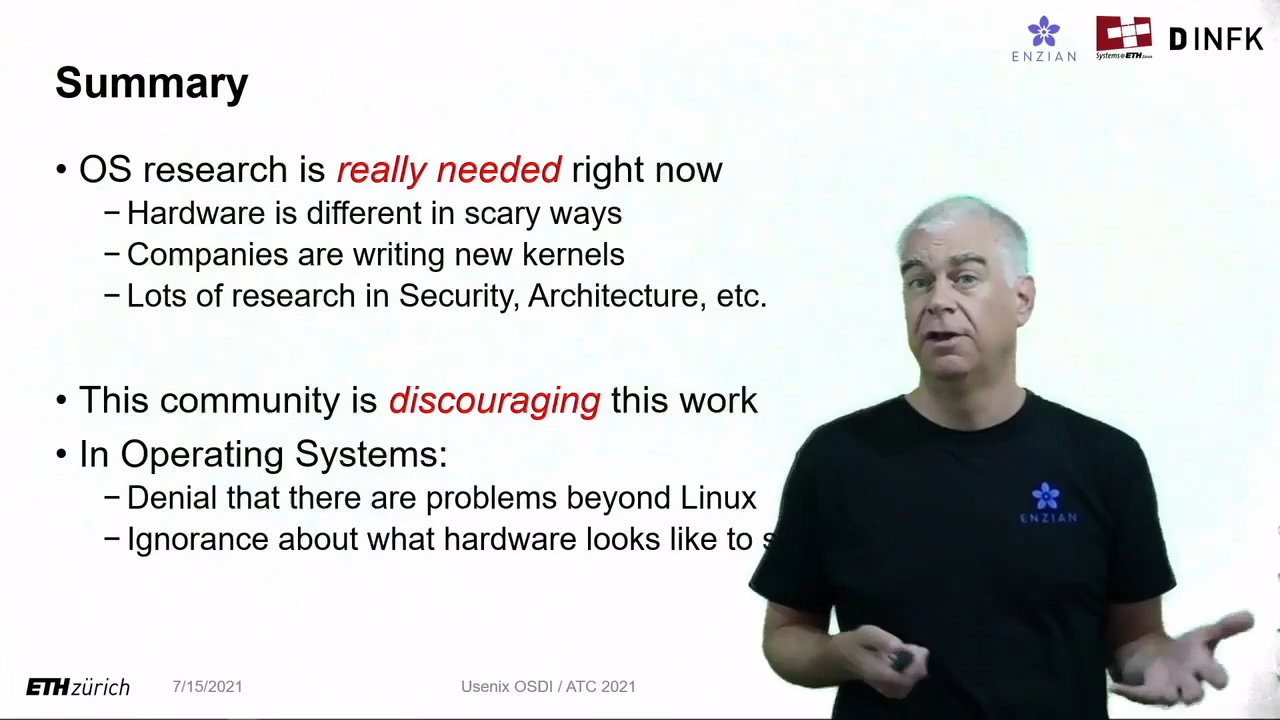 ENZIAN
Systems@ETH Zürich
DINFK
Summary
• OS research is really needed right now
– Hardware is different in scary ways
– Companies are writing new kernels
– Lots of research in Security, Architecture, etc.
• This community is discouraging this work
• In Operating Systems:
– Denial that there are problems beyond Linux
– Ignorance about what hardware looks like to
ENZIAN
ETH zürich
7/15/2021
Usenix OSDI / ATC 2021